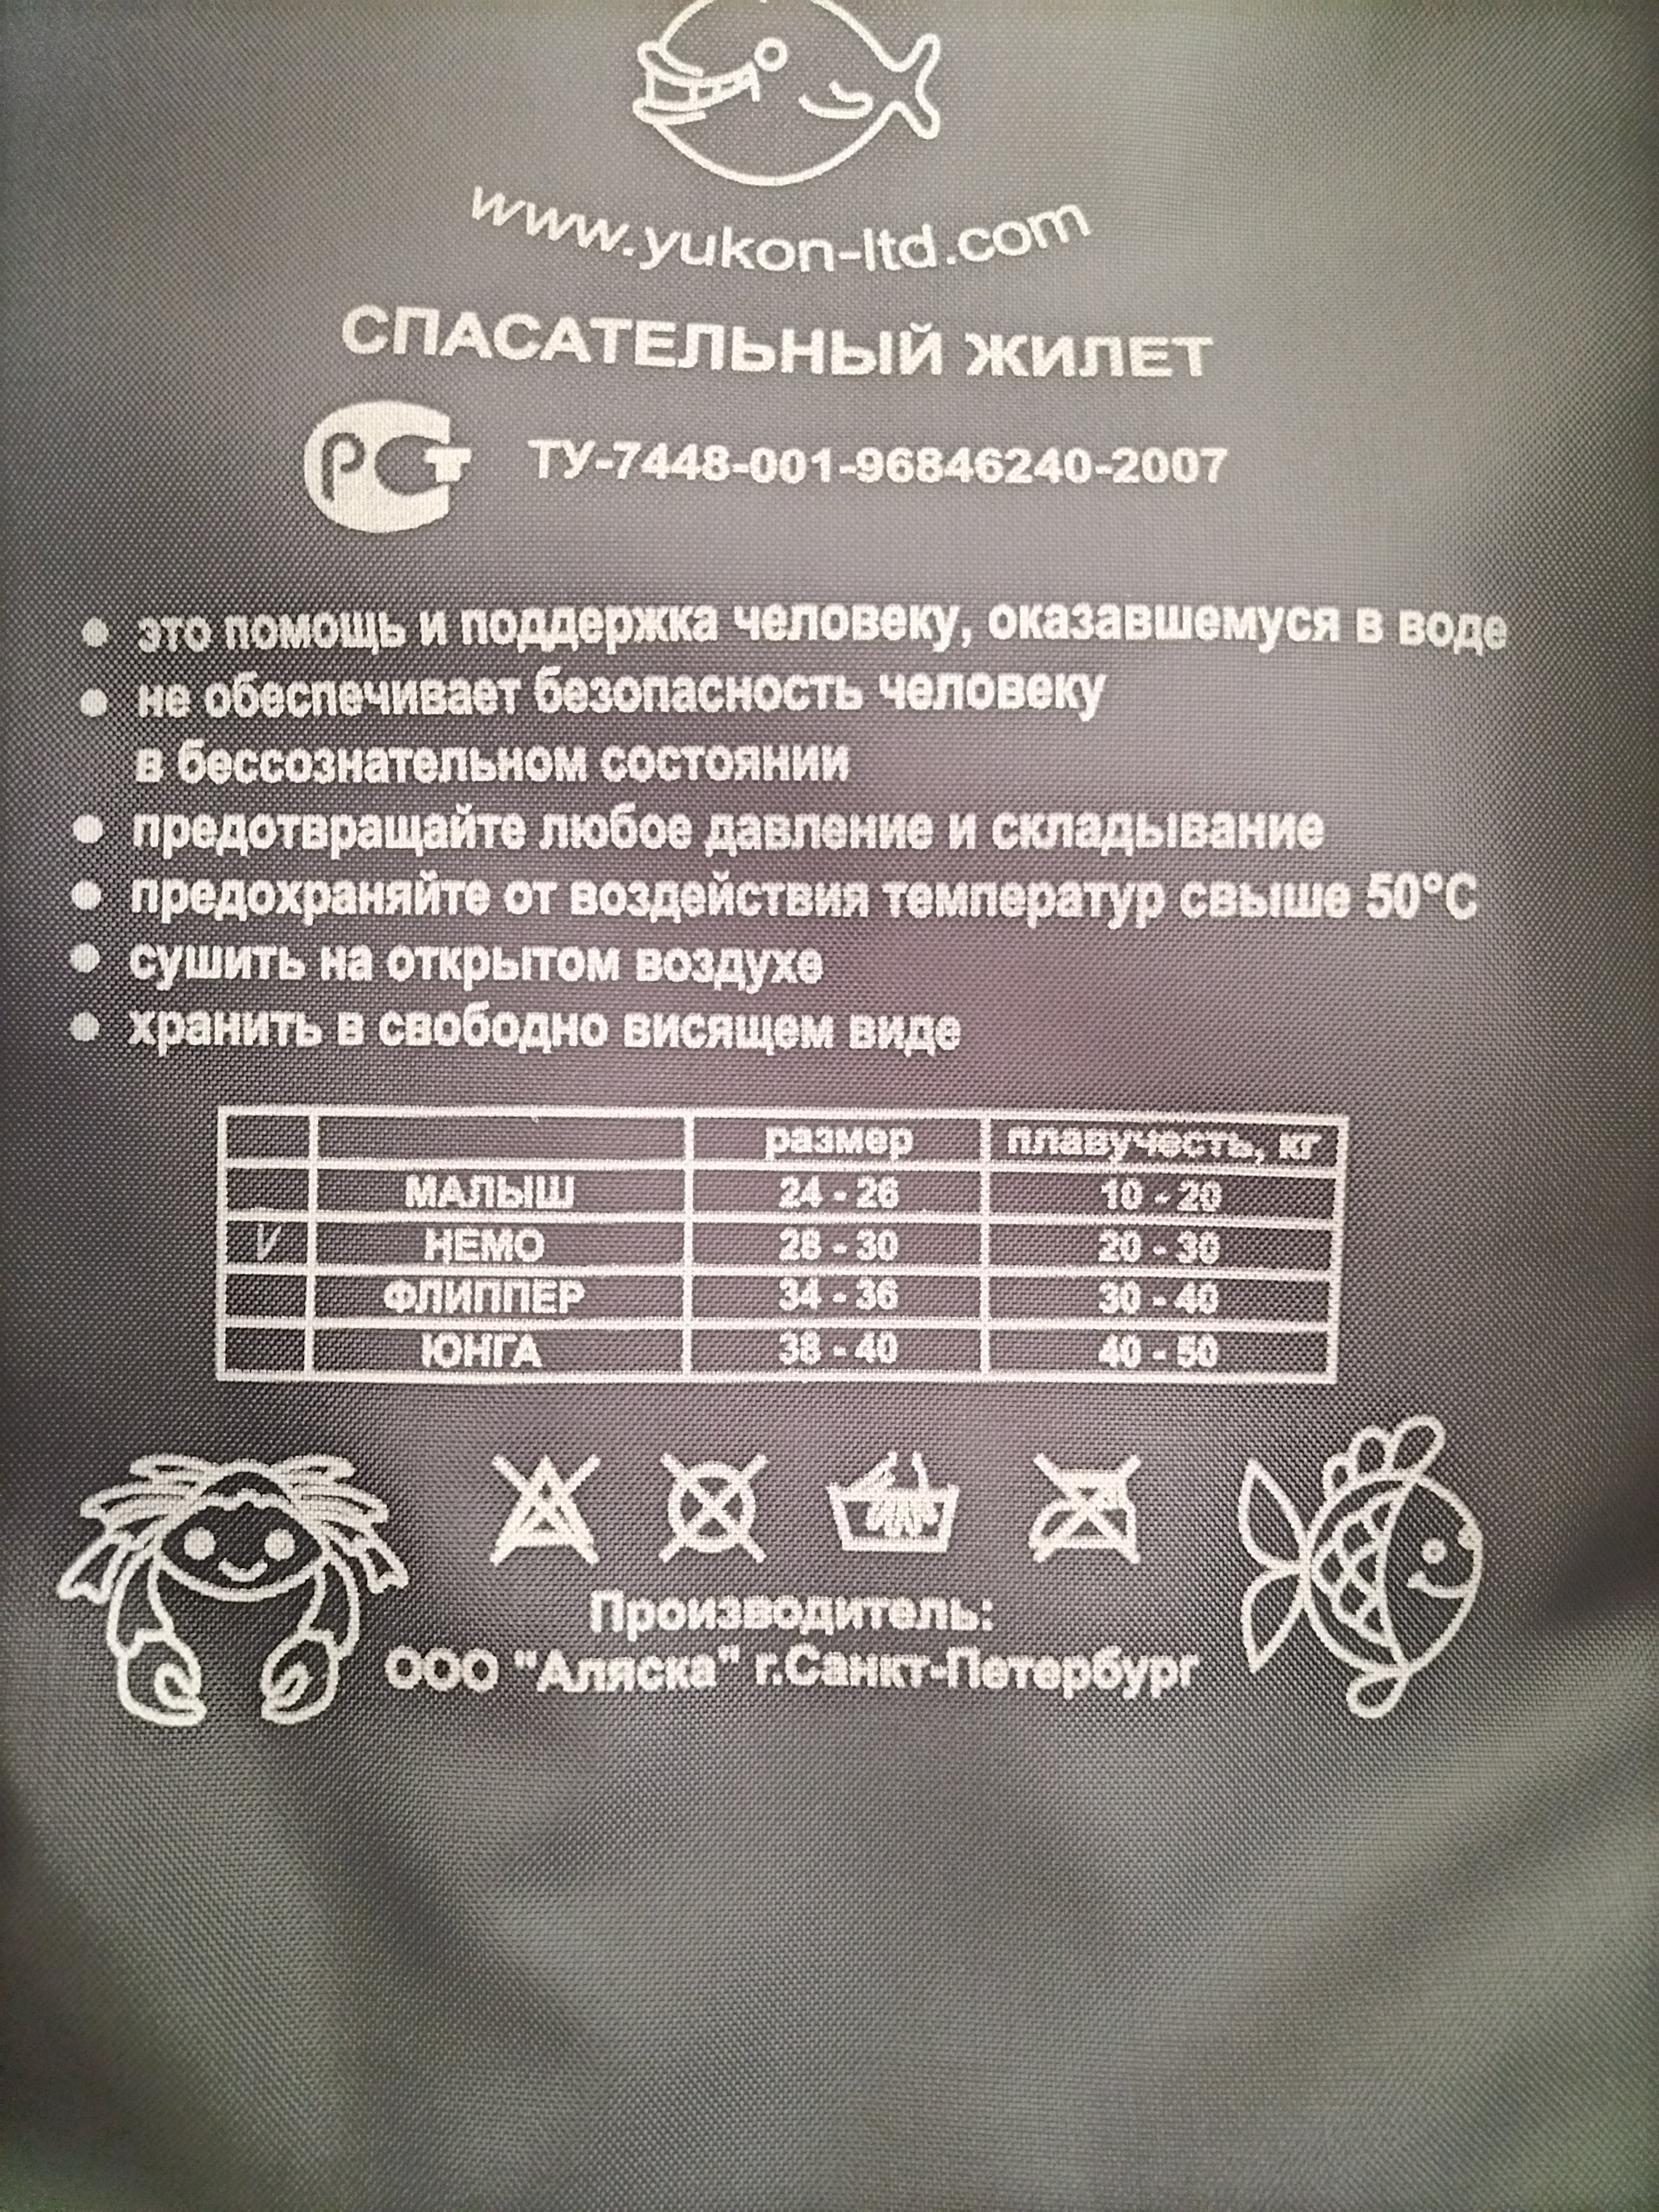 www.yukon-ltd.com
СПАСАТЕЛЬНЫЙ ЖИЛЕТ
РСТ ТУ-7448-001-96846240-2007
• это помощь и поддержка человеку, оказавшемуся в воде
• не обеспечивает безопасность человеку
в бессознательном состоянии
• предотвращайте любое давление и складывание
• предохраняйте от воздействия температур свыше 50°C
• сушить на открытом воздухе
• хранить в свободно висящем виде
размер плавучесть, кг
МАЛЫШ 24 - 26 10 - 20
V НЕМО 28 - 30 20 - 30
ФЛИППЕР 34 - 36 30 - 40
ЮНГА 38 - 40 40 - 50
Производитель:
ООО "Аляска" г.Санкт-Петербург